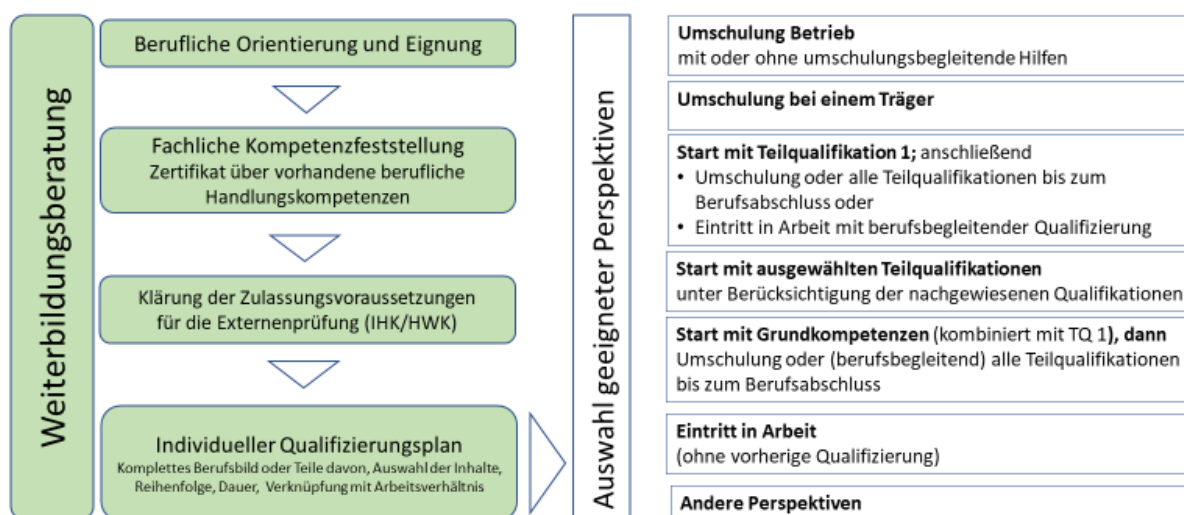 Weiterbildungsberatung
Berufliche Orientierung und Eignung
Fachliche Kompetenzfeststellung
Zertifikat über vorhandene berufliche
Handlungskompetenzen
Klärung der Zulassungsvoraussetzungen
für die Externenprüfung (IHK/HWK)
Individueller Qualifizierungsplan
Komplettes Berufsbild oder Teile davon, Auswahl der Inhalte,
Reihenfolge, Dauer, Verknüpfung mit Arbeitsverhältnis
Auswahl geeigneter Perspektiven
Umschulung Betrieb
mit oder ohne umschulungsbegleitende Hilfen
Umschulung bei einem Träger
Start mit Teilqualifikation 1; anschließend
• Umschulung oder alle Teilqualifikationen bis zum
Berufsabschluss oder
• Eintritt in Arbeit mit berufsbegleitender Qualifizierung
Start mit ausgewählten Teilqualifikationen
unter Berücksichtigung der nachgewiesenen Qualifikationen
Start mit Grundkompetenzen (kombiniert mit TQ 1), dann
Umschulung oder (berufsbegleitend) alle Teilqualifikationen
bis zum Berufsabschluss
Eintritt in Arbeit
(ohne vorherige Qualifizierung)
Andere Perspektiven